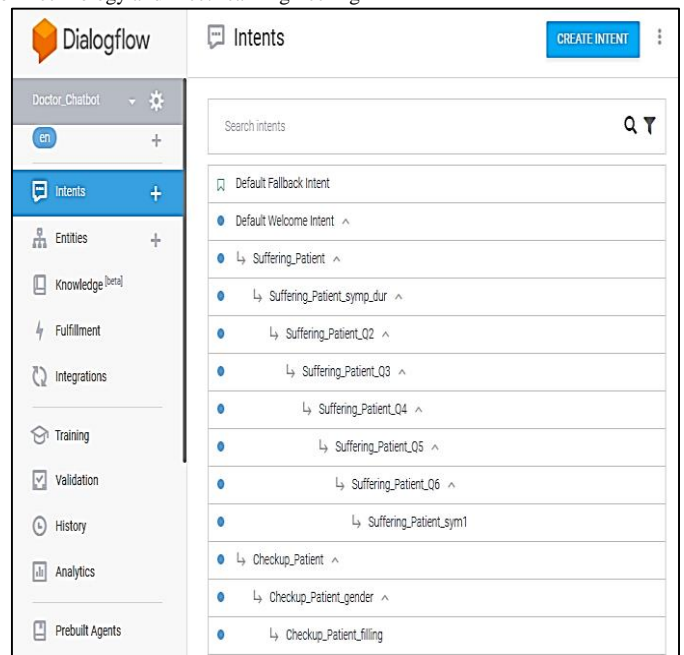 Dialogflow
Intents
CREATE INTENT
Doctor_Chatbot
en
Search intents
Intents
Entities
Knowledge [beta]
Fulfillment
Integrations
Training
Validation
History
Analytics
Prebuilt Agents
Default Fallback Intent
Default Welcome Intent
Suffering_Patient
Suffering_Patient_symp_dur
Suffering_Patient_Q2
Suffering_Patient_Q3
Suffering_Patient_Q4
Suffering_Patient_Q5
Suffering_Patient_Q6
Suffering_Patient_sym1
Checkup_Patient
Checkup_Patient_gender
Checkup_Patient_filling